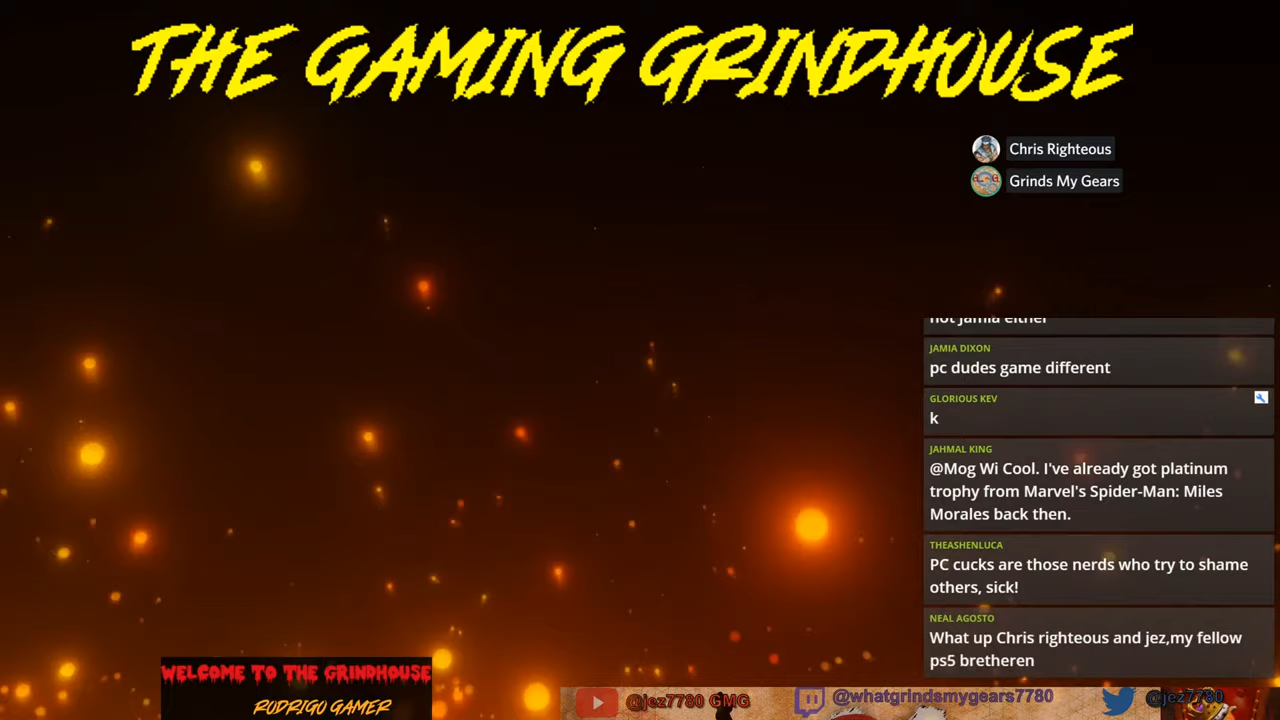 THE GAMING GRINDHOUSE
Chris Righteous
Grinds My Gears
not Jamia either
JAMIA DIXON
pc dudes game different
GLORIOUS KEV
k
JAHMAL KING
@Mog Wi Cool. I've already got platinum
trophy from Marvel's Spider-Man: Miles
Morales back then.
THEASHENLUCA
PC cucks are those nerds who try to shame
others, sick!
NEAL AGOSTO
What up Chris righteous and jez,my fellow
ps5 bretheren
WELCOME TO THE GRINDHOUSE
RODRIGO GAMER
@jez7780 GMG
@whatgrindsmygears7780
@jez7780